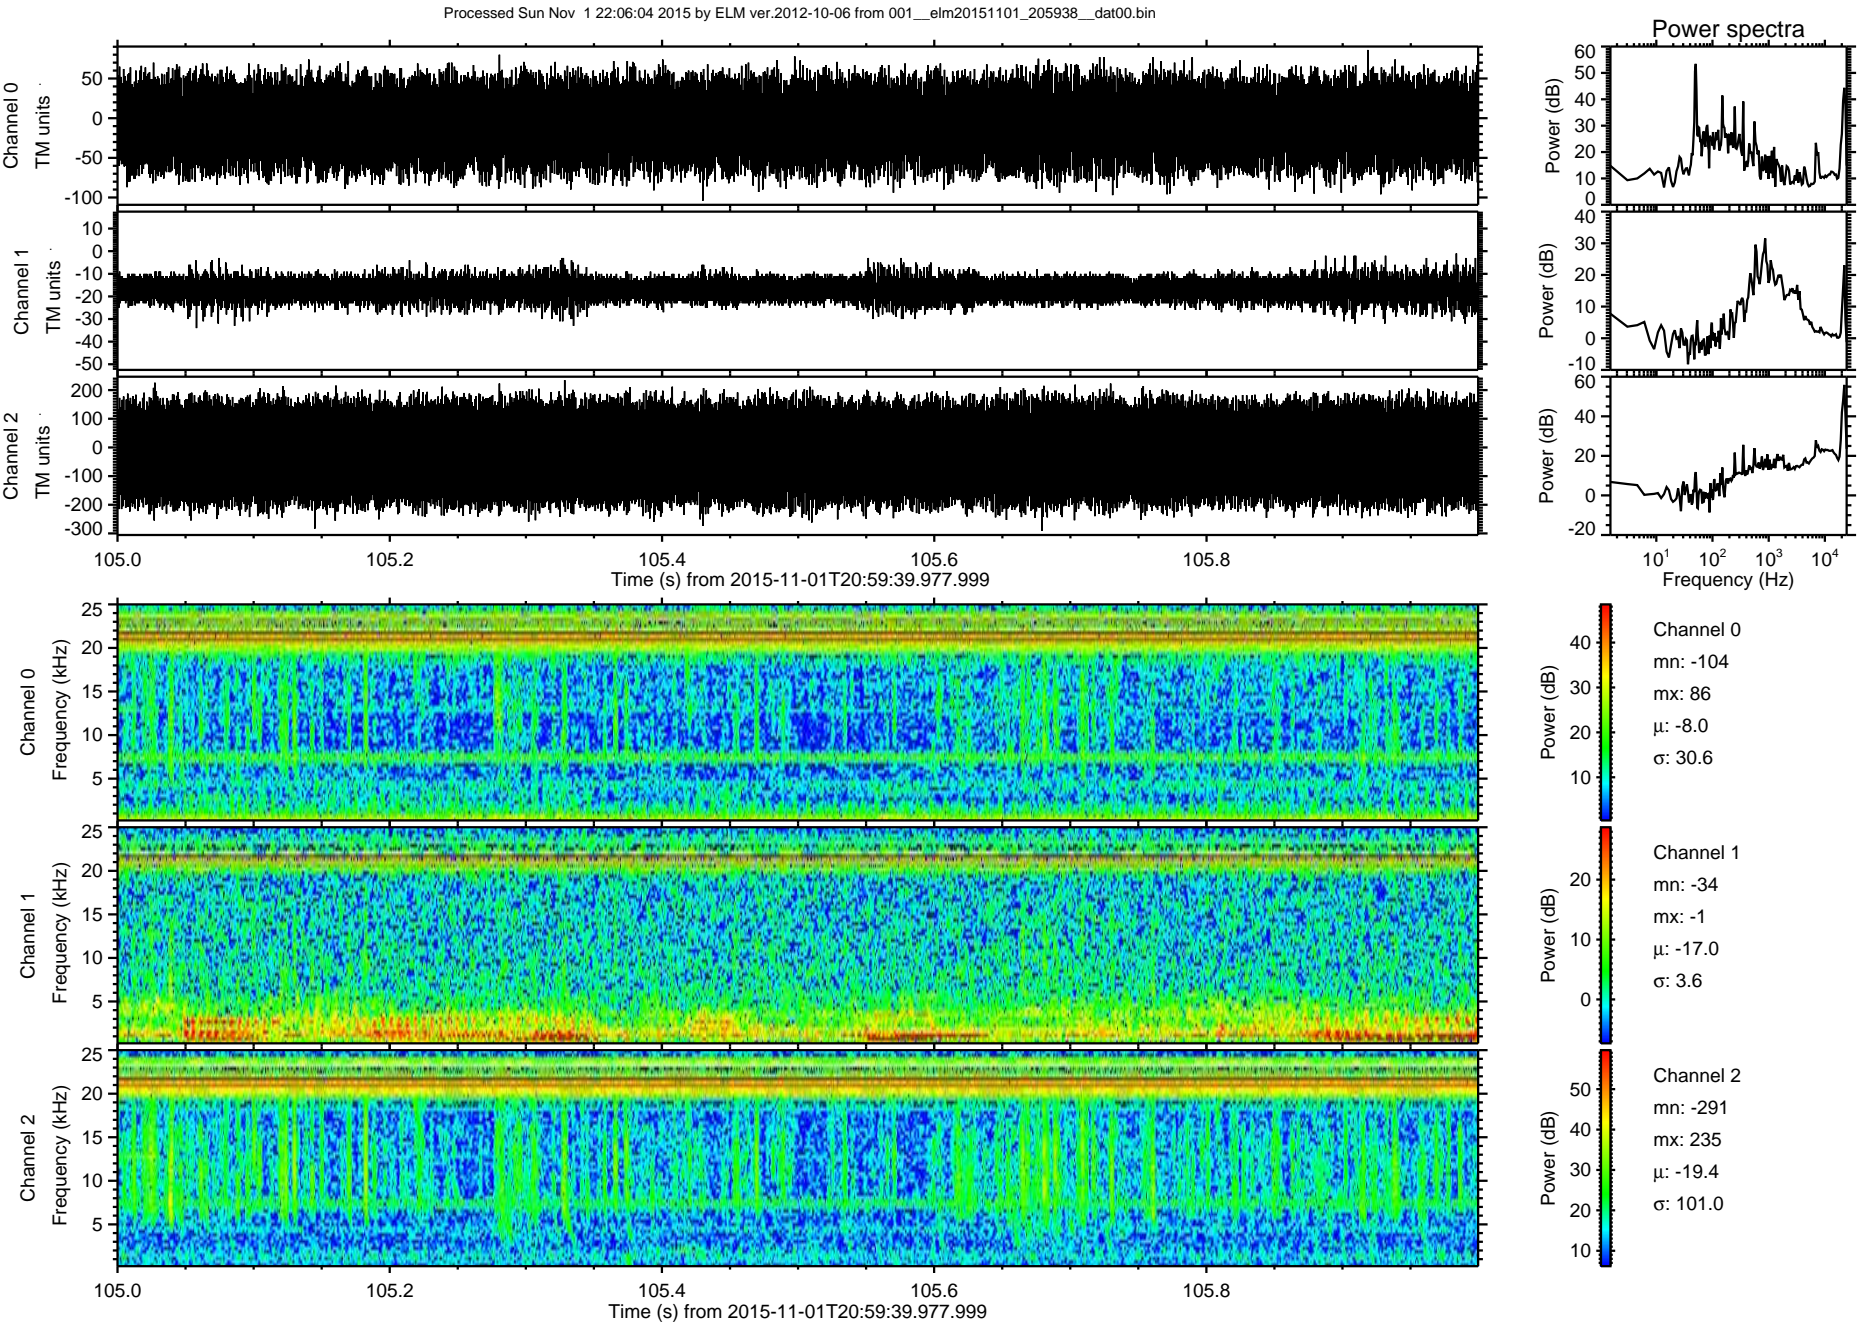 Processed Sun Nov  1 22:06:04 2015 by ELM ver.2012-10-06 from 001__elm20151101_205938__dat00.bin
Power spectra
Channel 0
TM units
50
0
-50
-100
Power (dB)
60
50
40
30
20
10
0
Channel 1
TM units
10
0
-10
-20
-30
-40
-50
Power (dB)
40
30
20
10
0
-10
Channel 2
TM units
200
100
0
-100
-200
-300
Power (dB)
60
40
20
0
-20
105.0 105.2 105.4 105.6 105.8
Time (s) from 2015-11-01T20:59:39.977.999
10^1 10^2 10^3 10^4
Frequency (Hz)
Channel 0
Frequency (kHz)
25
20
15
10
5
Power (dB)
40
30
20
10
Channel 0
mn: -104
mx: 86
μ: -8.0
σ: 30.6
Channel 1
Frequency (kHz)
25
20
15
10
5
Power (dB)
20
10
0
Channel 1
mn: -34
mx: -1
μ: -17.0
σ: 3.6
Channel 2
Frequency (kHz)
25
20
15
10
5
Power (dB)
50
40
30
20
10
Channel 2
mn: -291
mx: 235
μ: -19.4
σ: 101.0
105.0 105.2 105.4 105.6 105.8
Time (s) from 2015-11-01T20:59:39.977.999